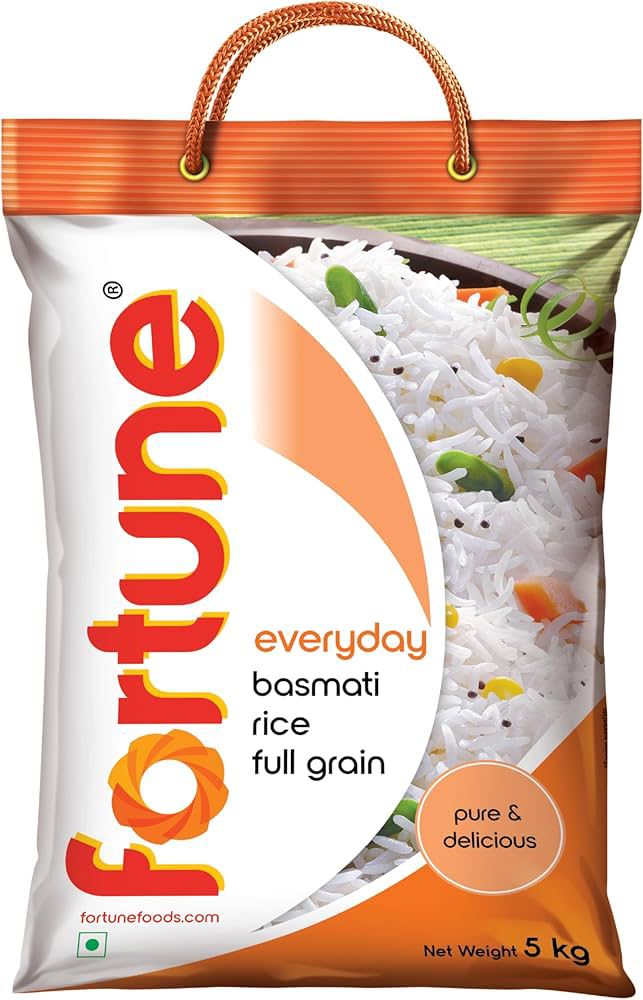 fortune®
everyday
basmati
rice
full grain
pure &
delicious
fortunefoods.com
Net Weight 5 kg